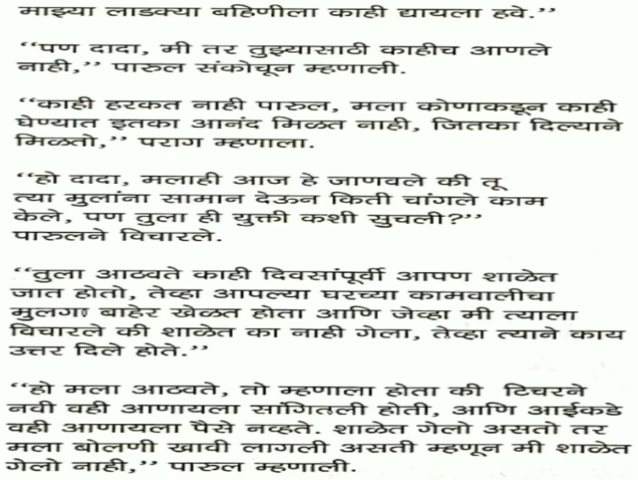 माझ्या लाडक्या बहिणीला काही द्यायला हवे.”
“पण दादा, मी तर तुझ्यासाठी काहीच आणले
नाही,” पारुल संकोचून म्हणाली.
“काही हरकत नाही पारुल, मला कोणाकडून काही
घेण्यात इतका आनंद मिळत नाही, जितका दिल्याने
मिळतो,” पराग म्हणाला.
“हो दादा, मलाही आज हे जाणवले की तू
त्या मुलांना सामान देऊन किती चांगले काम
केले, पण तुला ही युक्ती कशी सुचली?”
पारुलने विचारले.
“तुला आठवते काही दिवसांपूर्वी आपण शाळेत
जात होतो, तेव्हा आपल्या घरच्या कामवालीचा
मुलगा बाहेर खेळत होता आणि जेव्हा मी त्याला
विचारले की शाळेत का नाही गेला, तेव्हा त्याने काय
उत्तर दिले होते.”
“हो मला आठवते, तो म्हणाला होता की टिचरने
नवी वही आणायला सांगितली होती, आणि आईकडे
वही आणायला पैसे नव्हते. शाळेत गेलो असतो तर
मला बोलणी खावी लागली असती म्हणून मी शाळेत
गेलो नाही,” पारुल म्हणाली.